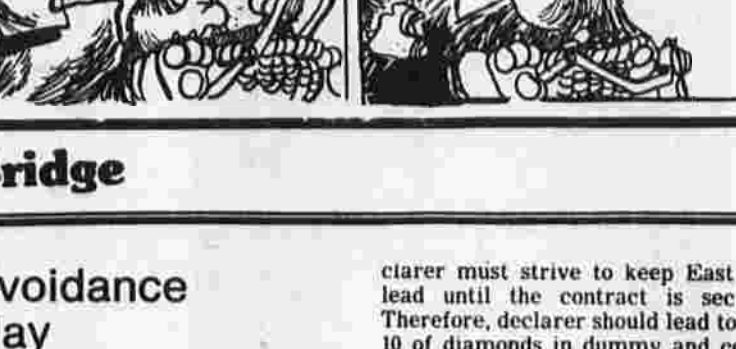 ridge
voidance
ay
clarer must strive to keep East
lead until the contract is sec
Therefore, declarer should lead to
10 of diamonds in dummy and